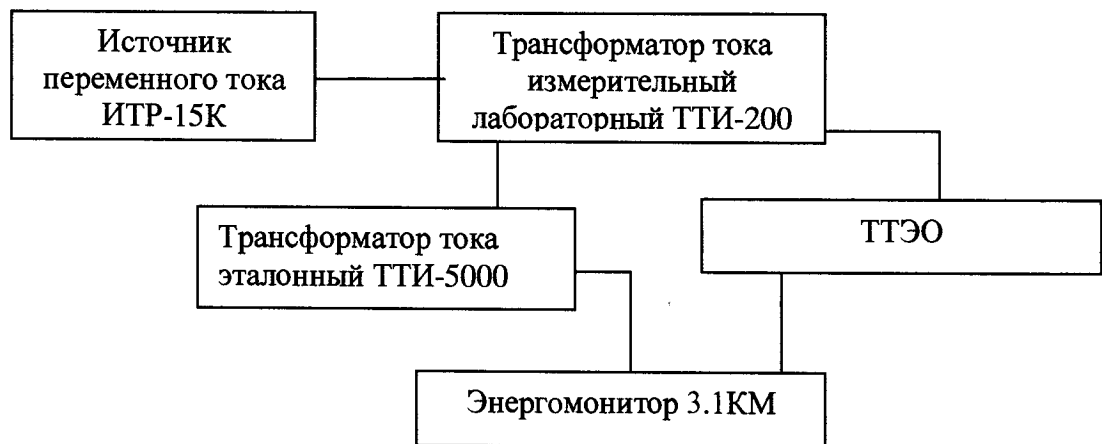 Источник
переменного тока
ИТР-15К
Трансформатор тока
измерительный
лабораторный ТТИ-200
Трансформатор тока
эталонный ТТИ-5000
ТТЭО
Энергомонитор 3.1КМ